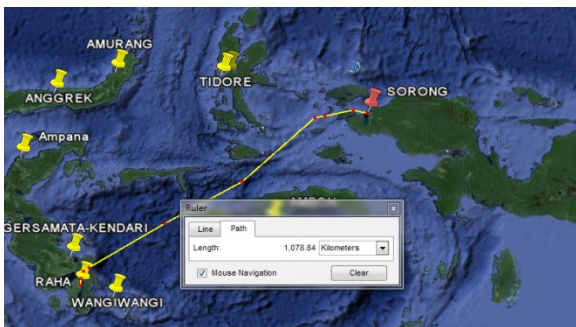 AMURANG
TIDORE
SORONG
ANGGREK
Ampana
Ruler
Line
Path
GERSAMATA-KENDARI
Length:
1,078.84
Kilometers
RAHA
Mouse Navigation
Clear
WANGIWANGI